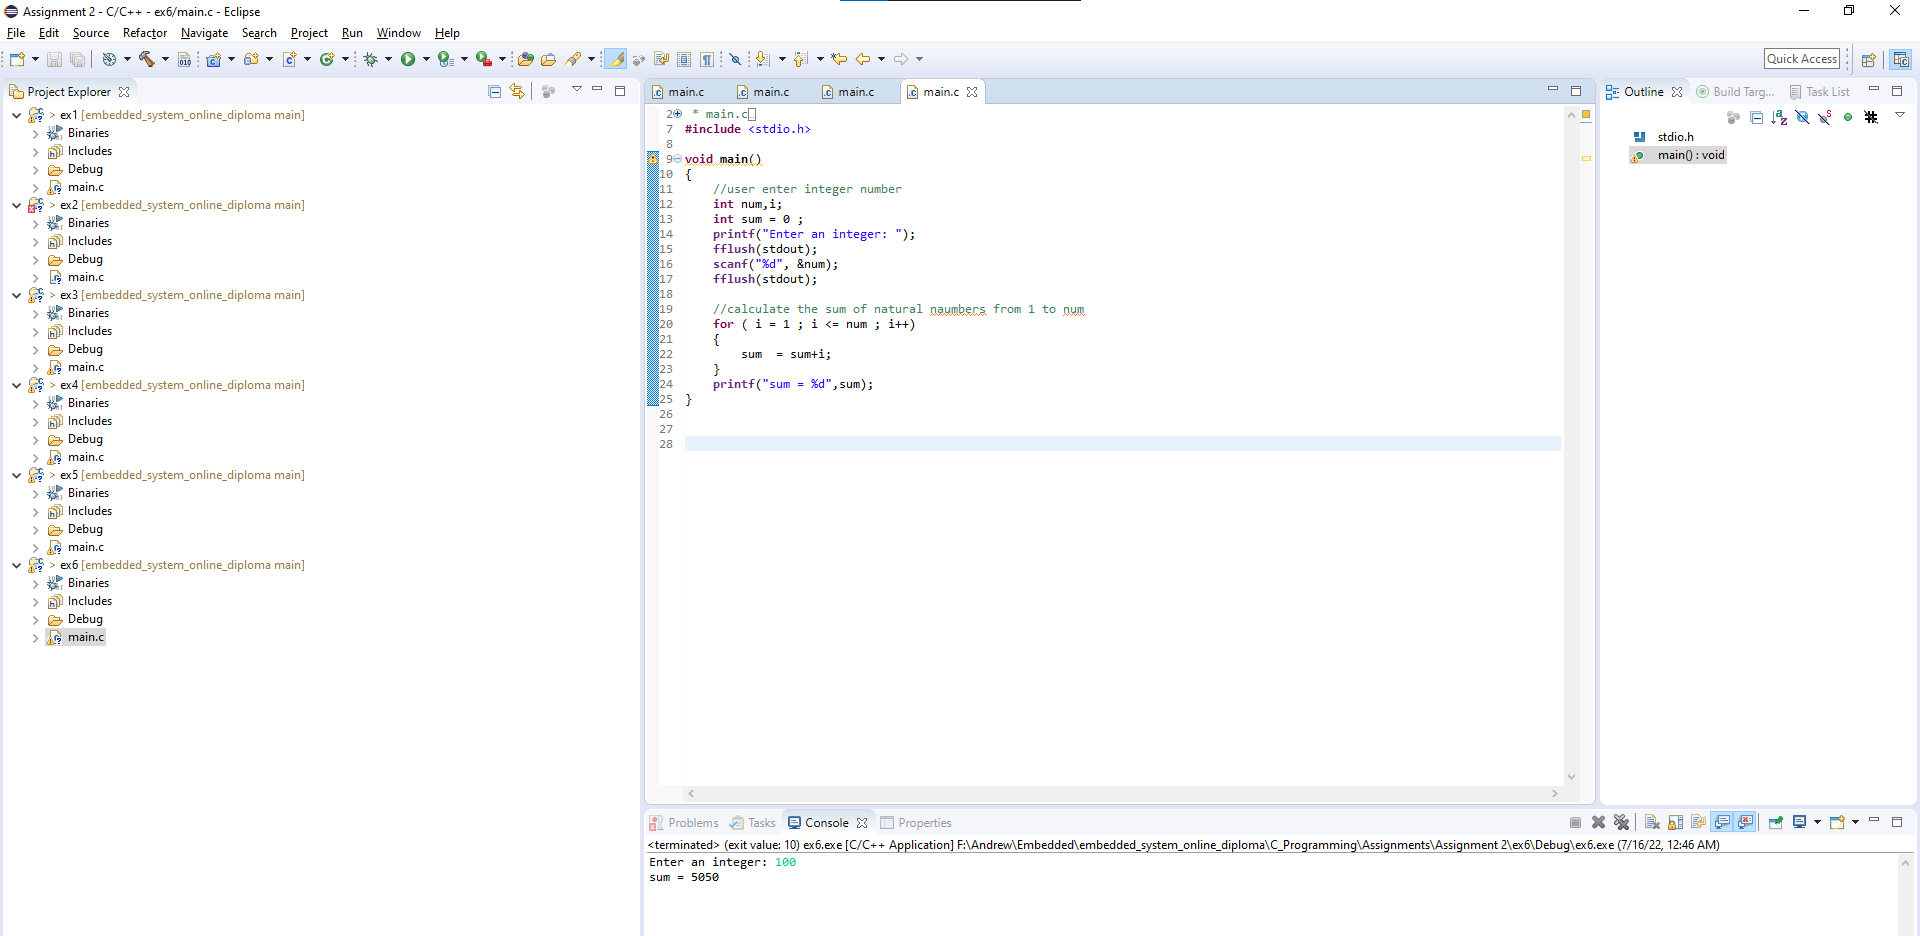 Assignment 2 - C/C++ - ex6/main.c - Eclipse
File Edit Source Refactor Navigate Search Project Run Window Help
Quick Access
Project Explorer
ex1 [embedded_system_online_diploma main]
Binaries
Includes
Debug
main.c
ex2 [embedded_system_online_diploma main]
Binaries
Includes
Debug
main.c
ex3 [embedded_system_online_diploma main]
Binaries
Includes
Debug
main.c
ex4 [embedded_system_online_diploma main]
Binaries
Includes
Debug
main.c
ex5 [embedded_system_online_diploma main]
Binaries
Includes
Debug
main.c
ex6 [embedded_system_online_diploma main]
Binaries
Includes
Debug
main.c
main.c main.c main.c main.c
2 * main.c
7 #include <stdio.h>
8
9 void main()
10 {
11 //user enter integer number
12 int num,i;
13 int sum = 0 ;
14 printf("Enter an integer: ");
15 fflush(stdout);
16 scanf("%d", &num);
17 fflush(stdout);
18
19 //calculate the sum of natural naumbers from 1 to num
20 for ( i = 1 ; i <= num ; i++)
21 {
22 sum  = sum+i;
23 }
24 printf("sum = %d",sum);
25 }
26
27
28
Outline Build Targ... Task List
stdio.h
main() : void
Problems Tasks Console Properties
<terminated> (exit value: 10) ex6.exe [C/C++ Application] F:\Andrew\Embedded\embedded_system_online_diploma\C_Programming\Assignments\Assignment 2\ex6\Debug\ex6.exe (7/16/22, 12:46 AM)
Enter an integer: 100
sum = 5050